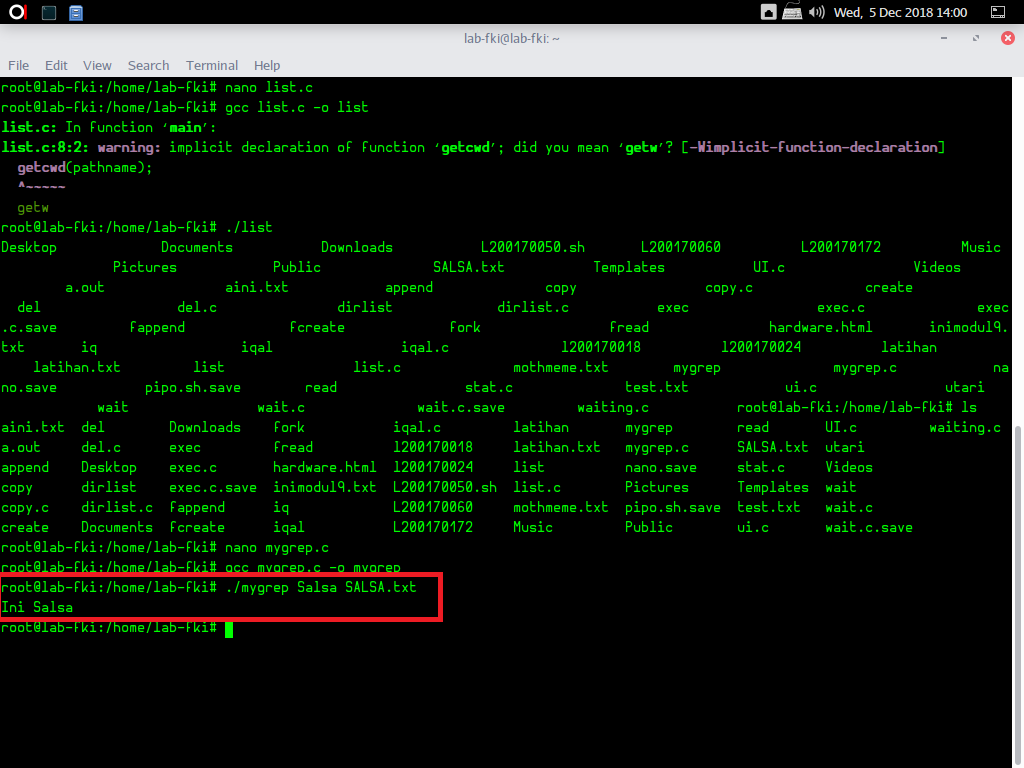 Wed, 5 Dec 2018 14:00
lab-fki@lab-fki: ~
File Edit View Search Terminal Help
root@lab-fki:/home/lab-fki# nano list.c
root@lab-fki:/home/lab-fki# gcc list.c -o list
list.c: In function ‘main’:
list.c:8:2: warning: implicit declaration of function ‘getcwd’; did you mean ‘getw’? [-Wimplicit-function-declaration]
getcwd(pathname);
^~~~~~
getw
root@lab-fki:/home/lab-fki# ./list
Desktop Documents Downloads L200170050.sh L200170060 L200170172 Music
Pictures Public SALSA.txt Templates UI.c Videos
a.out aini.txt append copy copy.c create
del del.c dirlist dirlist.c exec exec.c exec
.c.save fappend fcreate fork fread hardware.html inimodul9.
txt iq iqal iqal.c l200170018 l200170024 latihan
latihan.txt list list.c mothmeme.txt mygrep mygrep.c na
no.save pipo.sh.save read stat.c test.txt ui.c utari
wait wait.c wait.c.save waiting.c root@lab-fki:/home/lab-fki# ls
aini.txt del Downloads fork iqal.c latihan mygrep read UI.c waiting.c
a.out del.c exec fread l200170018 latihan.txt mygrep.c SALSA.txt utari
append Desktop exec.c hardware.html l200170024 list nano.save stat.c Videos
copy dirlist exec.c.save inimodul9.txt L200170050.sh list.c Pictures Templates wait
copy.c dirlist.c fappend iq L200170060 mothmeme.txt pipo.sh.save test.txt wait.c
create Documents fcreate iqal L200170172 Music Public ui.c wait.c.save
root@lab-fki:/home/lab-fki# nano mygrep.c
root@lab-fki:/home/lab-fki# gcc mygrep.c -o mygrep
root@lab-fki:/home/lab-fki# ./mygrep Salsa SALSA.txt
Ini Salsa
root@lab-fki:/home/lab-fki#